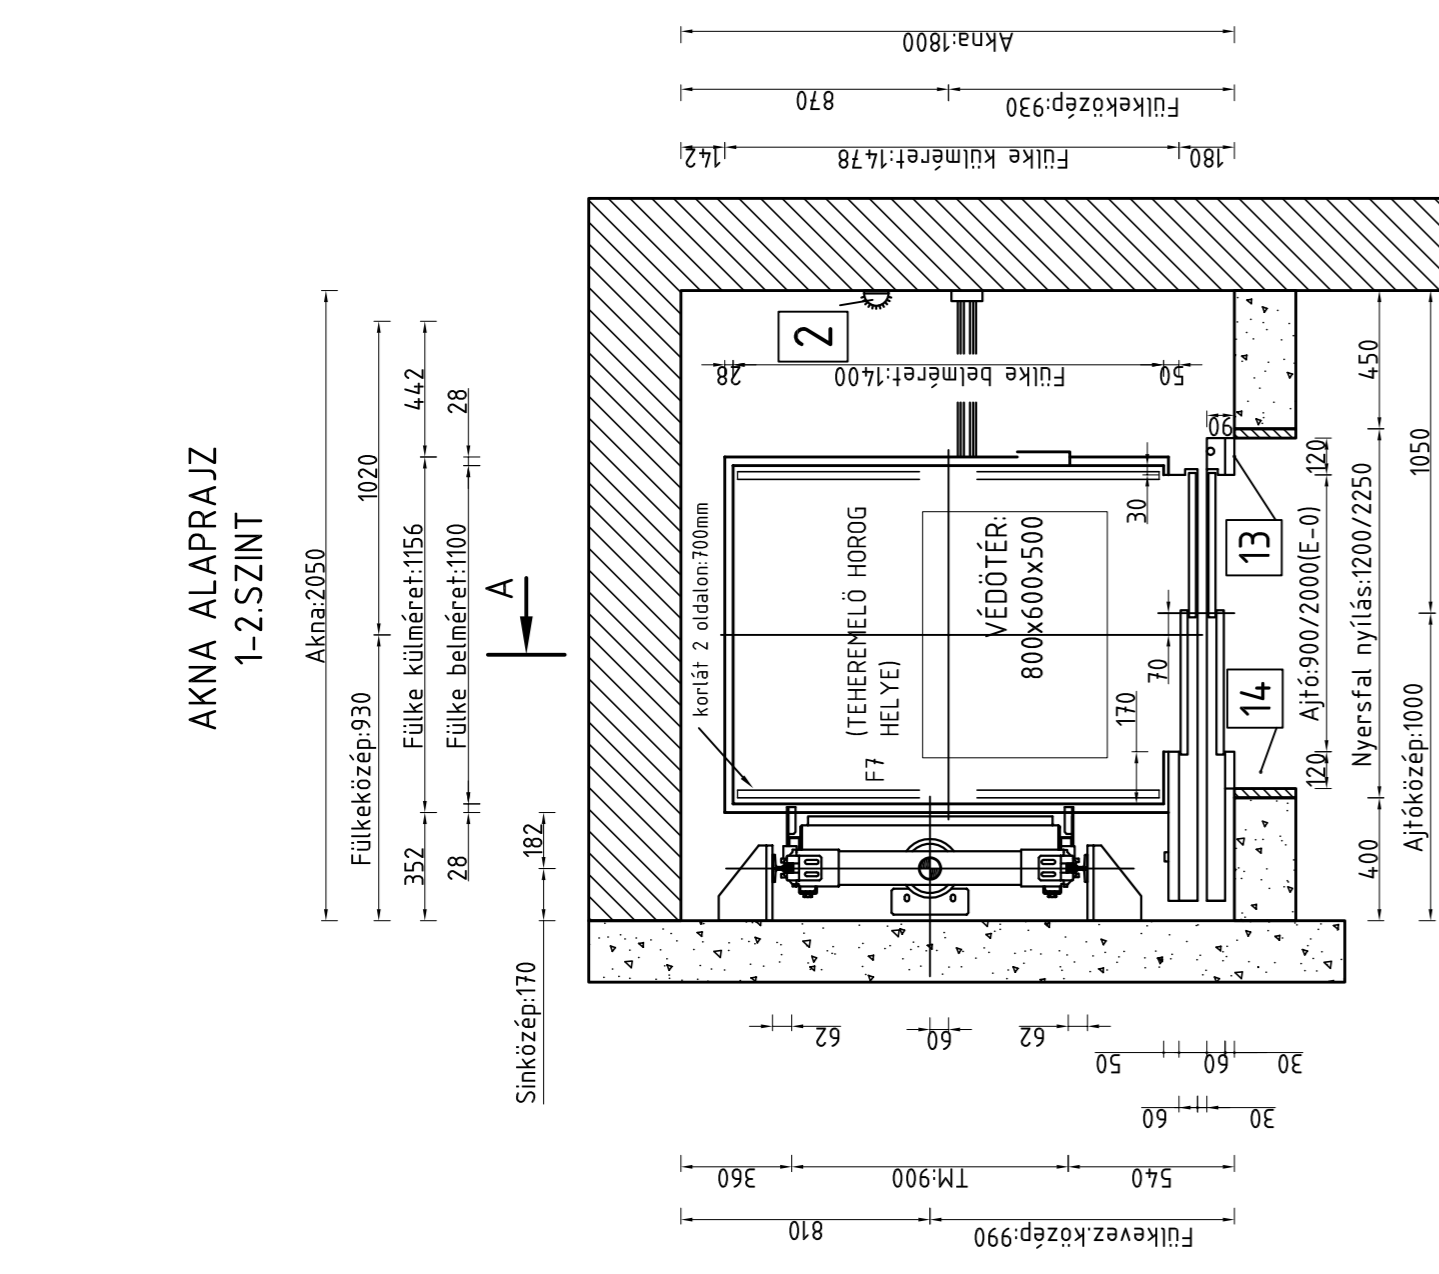 AKNA ALAPRAJZ
1-2.SZINT
Akna:2050
Fülkeközép:930
1020
352
Fülke külméret:1156
442
28
Fülke belméret:1100
28
Sinközép:170
182
A
Akna:1800
870
Fülkeközép:930
142
Fülke külméret:1478
180
2
28
Fülke belméret:1400
50
90
korlát 2 oldalon:700mm
F7
(TEHEREMELÖ HOROG
HELYE)
VÉDÖTÉR:
800x600x500
30
70
170
13
14
120
Ajtó:900/2000(E-0)
120
400
Nyersfal nyílás:1200/2250
450
Ajtóközép:1000
1050
62
60
62
50
60
30
60
30
360
TM:900
540
810
Fülkevez.közép:990